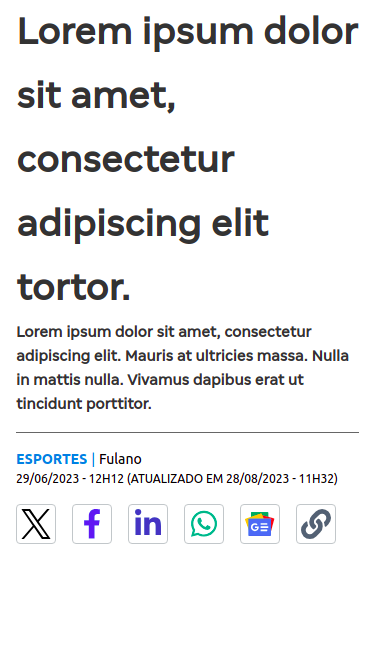 Lorem ipsum dolor
sit amet,
consectetur
adipiscing elit
tortor.
Lorem ipsum dolor sit amet, consectetur
adipiscing elit. Mauris at ultricies massa. Nulla
in mattis nulla. Vivamus dapibus erat ut
tincidunt porttitor.
ESPORTES | Fulano
29/06/2023 - 12H12 (ATUALIZADO EM 28/08/2023 - 11H32)